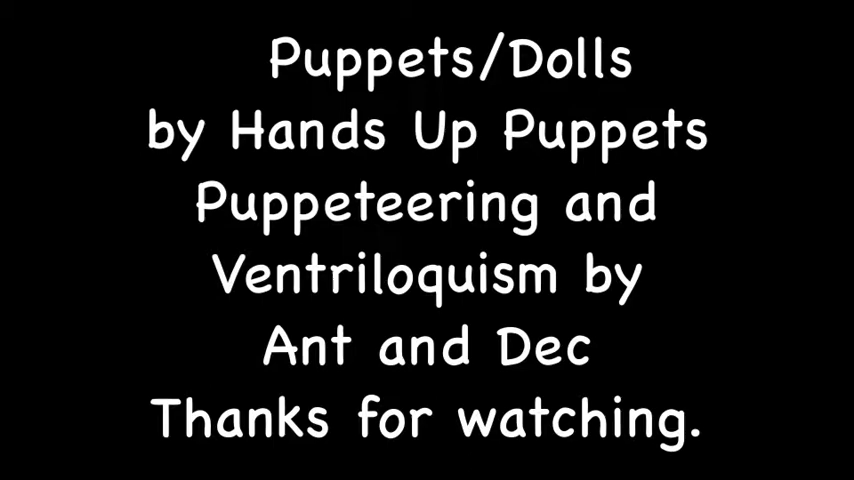 Puppets/Dolls
by Hands Up Puppets
Puppeteering and
Ventriloquism by
Ant and Dec
Thanks for watching.